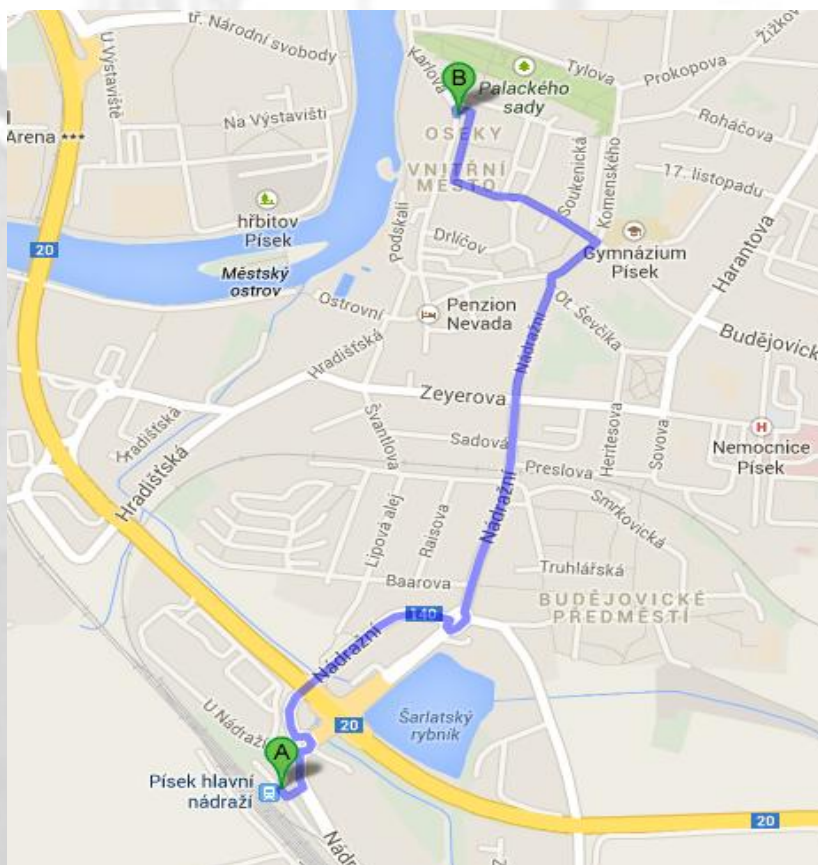 U Výstaviště
tř. Národní svobody
Karlova
B
Tylova
Žižkov
Prokopova
Palackého
sady
Arena ***
Na Výstavišti
OSEKY
Roháčova
VNITŘNÍ
MĚSTO
Soukenická
Komenského
17. listopadu
hřbitov
Písek
Podskalí
Drlíčov
Gymnázium
Písek
Harantova
20
Městský
ostrov
Ostrovní
Penzion
Nevada
Ot. Ševčíka
Budějovick
Hradišťská
Nádražní
Zeyerova
Hradišťská
Švantlova
Sadová
Heritesova
Sovova
H
Nemocnice
Písek
Hradišťská
Preslova
Nádražní
Lipová alej
Raisova
Smrkovická
Truhlářská
Baarova
BUDĚJOVICKÉ
PŘEDMĚSTÍ
140
Nádražní
U Nádraží
20
Šarlatský
rybník
A
Písek hlavní
nádraží
20
Nádr